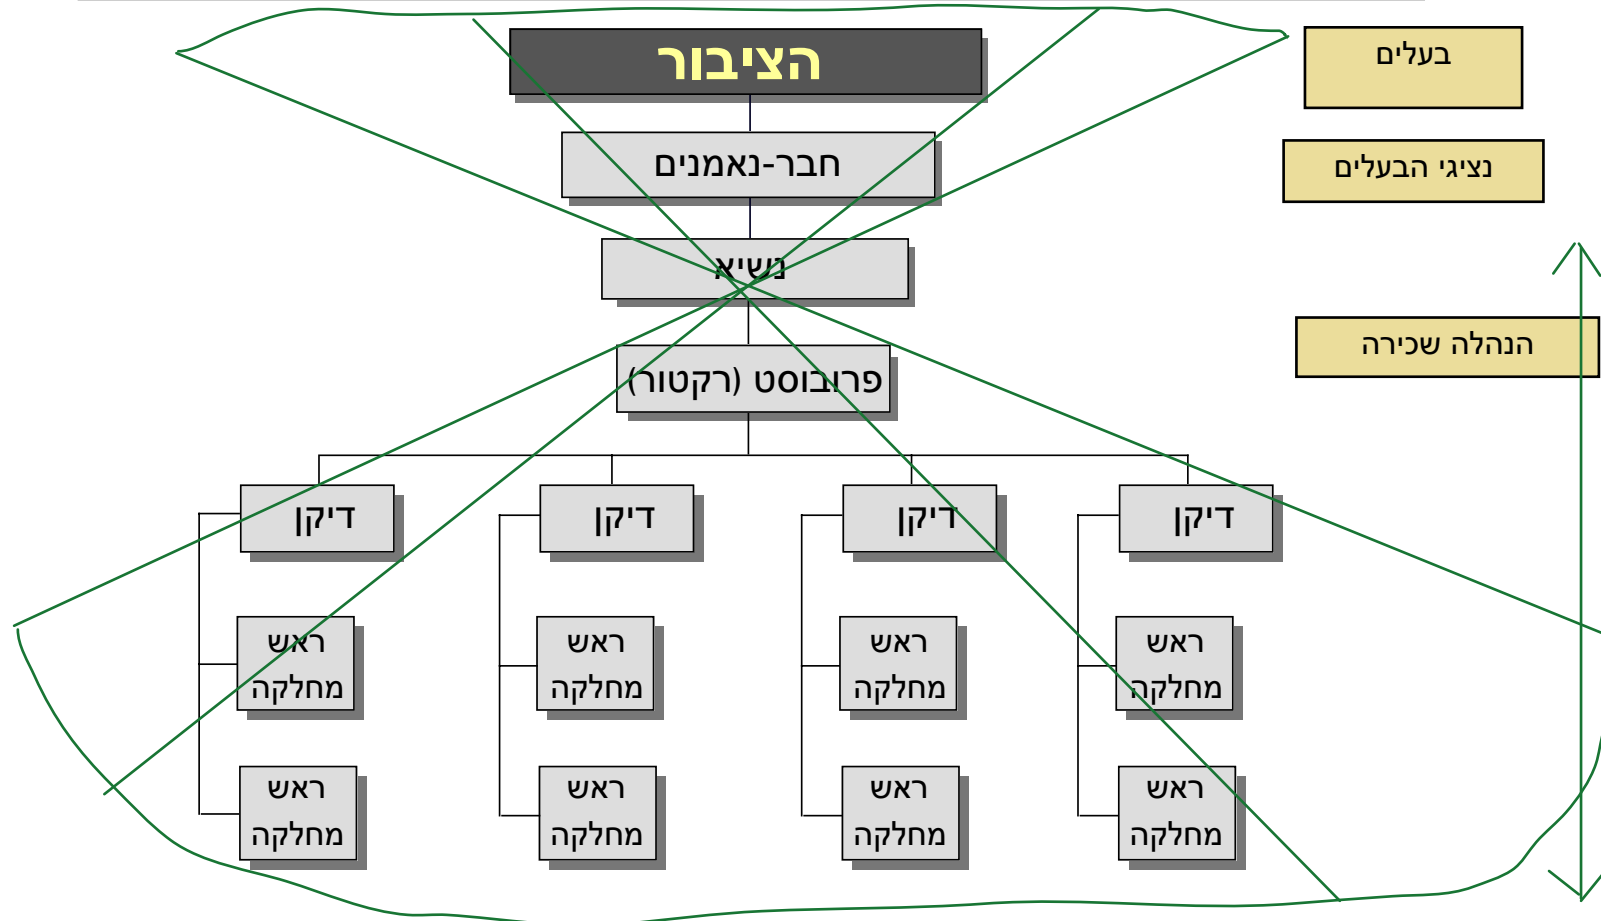 הציבור
בעלים
חבר-נאמנים
נציגי הבעלים
נשיא
הנהלה שכירה
פרובוסט (רקטור)
דיקן
דיקן
דיקן
דיקן
ראש
מחלקה
ראש
מחלקה
ראש
מחלקה
ראש
מחלקה
ראש
מחלקה
ראש
מחלקה
ראש
מחלקה
ראש
מחלקה